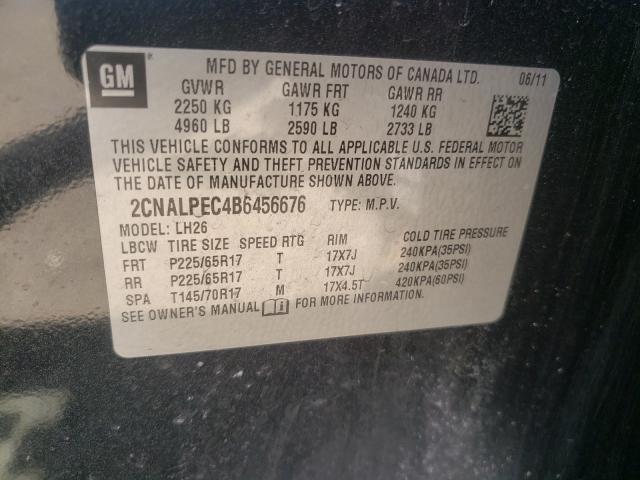 GM
MFD BY GENERAL MOTORS OF CANADA LTD. 06/11
GVWR GAWR FRT GAWR RR
2250 KG 1175 KG 1240 KG
4960 LB 2590 LB 2733 LB
THIS VEHICLE CONFORMS TO ALL APPLICABLE U.S. FEDERAL MOTOR
VEHICLE SAFETY AND THEFT PREVENTION STANDARDS IN EFFECT ON
THE DATE OF MANUFACTURE SHOWN ABOVE.
2CNALPEC4B6456676 TYPE: M.P.V.
MODEL: LH26
LBCW TIRE SIZE SPEED RTG RIM COLD TIRE PRESSURE
FRT P225/65R17 T 17X7J 240KPA(35PSI)
RR P225/65R17 T 17X7J 240KPA(35PSI)
SPA T145/70R17 M 17X4.5T 420KPA(60PSI)
SEE OWNER'S MANUAL FOR MORE INFORMATION.